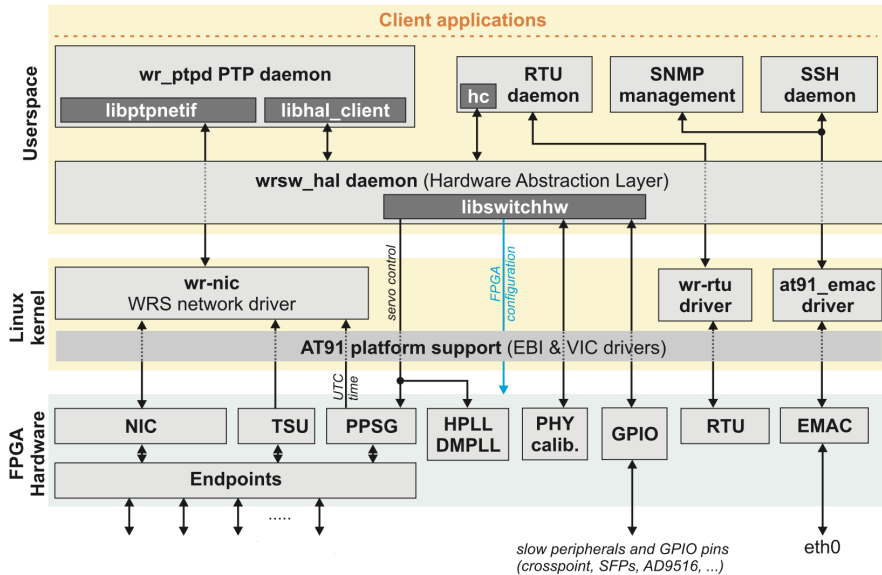 Client applications
Userspace
wr_ptpd PTP daemon
libptpnetif
libhal_client
RTU
daemon
hc
SNMP
management
SSH
daemon
wrsw_hal daemon (Hardware Abstraction Layer)
libswitchhw
servo control
FPGA
configuration
Linux
kernel
wr-nic
WRS network driver
wr-rtu
driver
at91_emac
driver
AT91 platform support (EBI & VIC drivers)
UTC
time
FPGA
Hardware
NIC
TSU
PPSG
HPLL
DMPLL
PHY
calib.
GPIO
RTU
EMAC
Endpoints
.....
slow peripherals and GPIO pins
(crosspoint, SFPs, AD9516, ...)
eth0